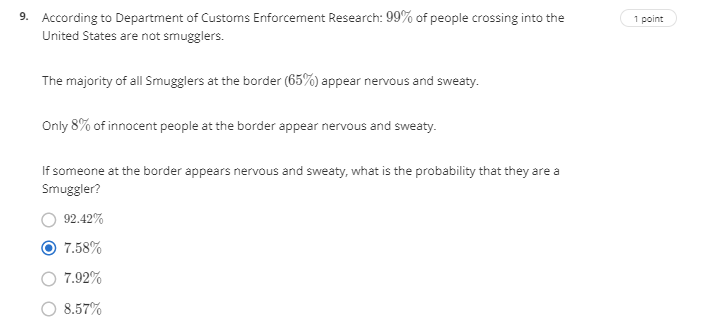 9. According to Department of Customs Enforcement Research: 99% of people crossing into the
United States are not smugglers.
1 point
The majority of all Smugglers at the border (65%) appear nervous and sweaty.
Only 8% of innocent people at the border appear nervous and sweaty.
If someone at the border appears nervous and sweaty, what is the probability that they are a
Smuggler?
92.42%
7.58%
7.92%
8.57%